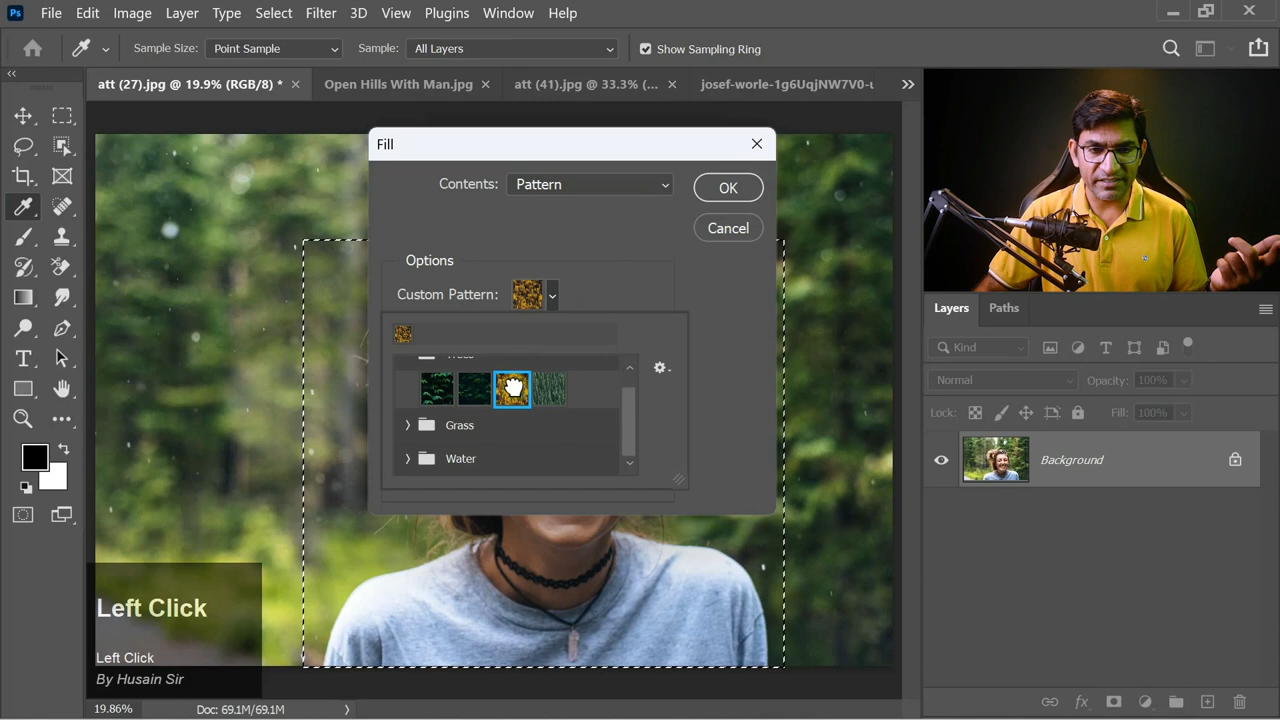 Ps File Edit Image Layer Type Select Filter 3D View Plugins Window Help
Sample Size: Point Sample Sample: All Layers Show Sampling Ring
att (27).jpg @ 19.9% (RGB/8) * Open Hills With Man.jpg att (41).jpg @ 33.3% (... josef-worle-1g6UqjNW7V0-u
Fill
Contents: Pattern
OK
Cancel
Options
Custom Pattern:
Grass
Water
Layers Paths
Kind
Normal Opacity: 100%
Lock: Fill: 100%
Background
Left Click
Left Click
By Husain Sir
19.86% Doc: 69.1M/69.1M